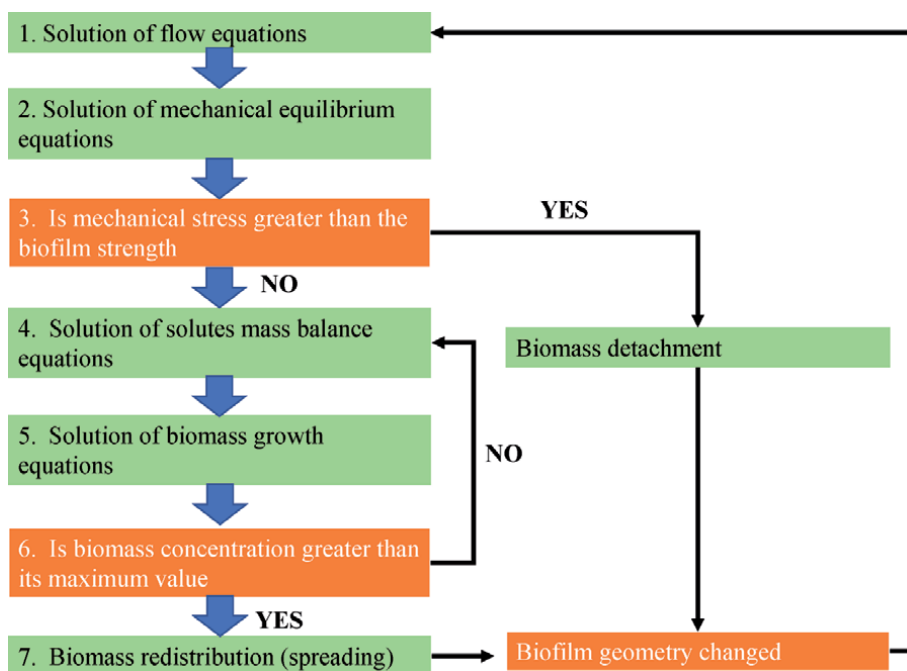 1. Solution of flow equations
2. Solution of mechanical equilibrium
equations
3. Is mechanical stress greater than the
biofilm strength
YES
NO
4. Solution of solutes mass balance
equations
Biomass detachment
5. Solution of biomass growth
equations
NO
6. Is biomass concentration greater than
its maximum value
YES
7. Biomass redistribution (spreading)
Biofilm geometry changed